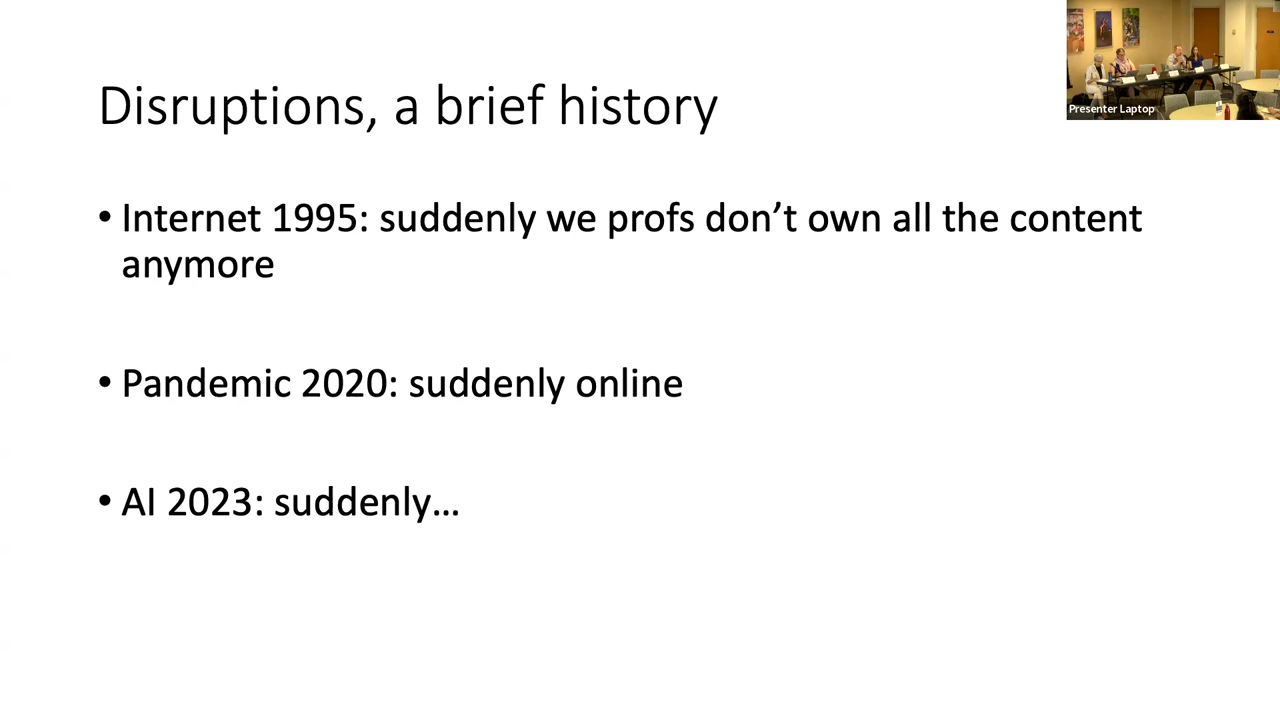 Presenter Laptop
Disruptions, a brief history
• Internet 1995: suddenly we profs don’t own all the content
anymore
• Pandemic 2020: suddenly online
• AI 2023: suddenly…